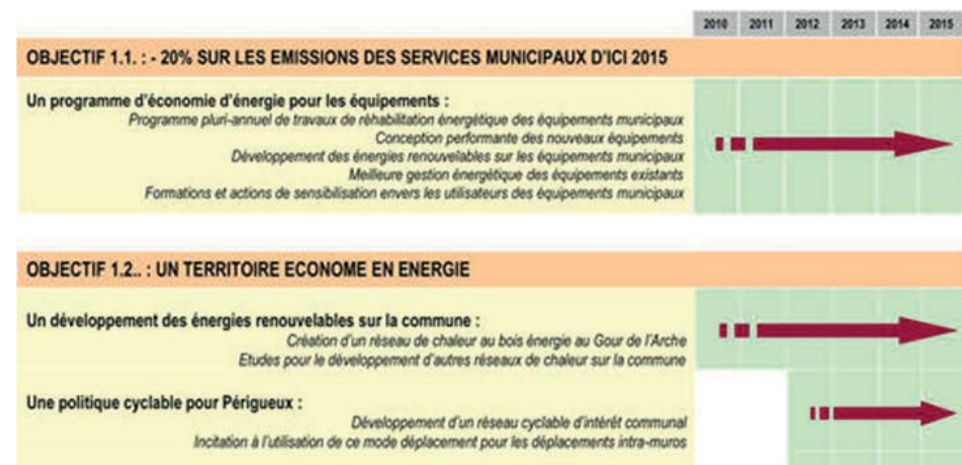 2010 2011 2012 2013 2014 2015
OBJECTIF 1.1. : - 20% SUR LES EMISSIONS DES SERVICES MUNICIPAUX D'ICI 2015
Un programme d'économie d'énergie pour les équipements :
Programme pluri-annuel de travaux de réhabilitation énergétique des équipements municipaux
Conception performante des nouveaux équipements
Développement des énergies renouvelables sur les équipements municipaux
Meilleure gestion énergétique des équipements existants
Formations et actions de sensibilisation envers les utilisateurs des équipements municipaux
OBJECTIF 1.2.. : UN TERRITOIRE ECONOME EN ENERGIE
Un développement des énergies renouvelables sur la commune :
Création d'un réseau de chaleur au bois énergie au Gour de l'Arche
Etudes pour le développement d'autres réseaux de chaleur sur la commune
Une politique cyclable pour Périgueux :
Développement d'un réseau cyclable d'intérêt communal
Incitation à l'utilisation de ce mode déplacement pour les déplacements intra-muros